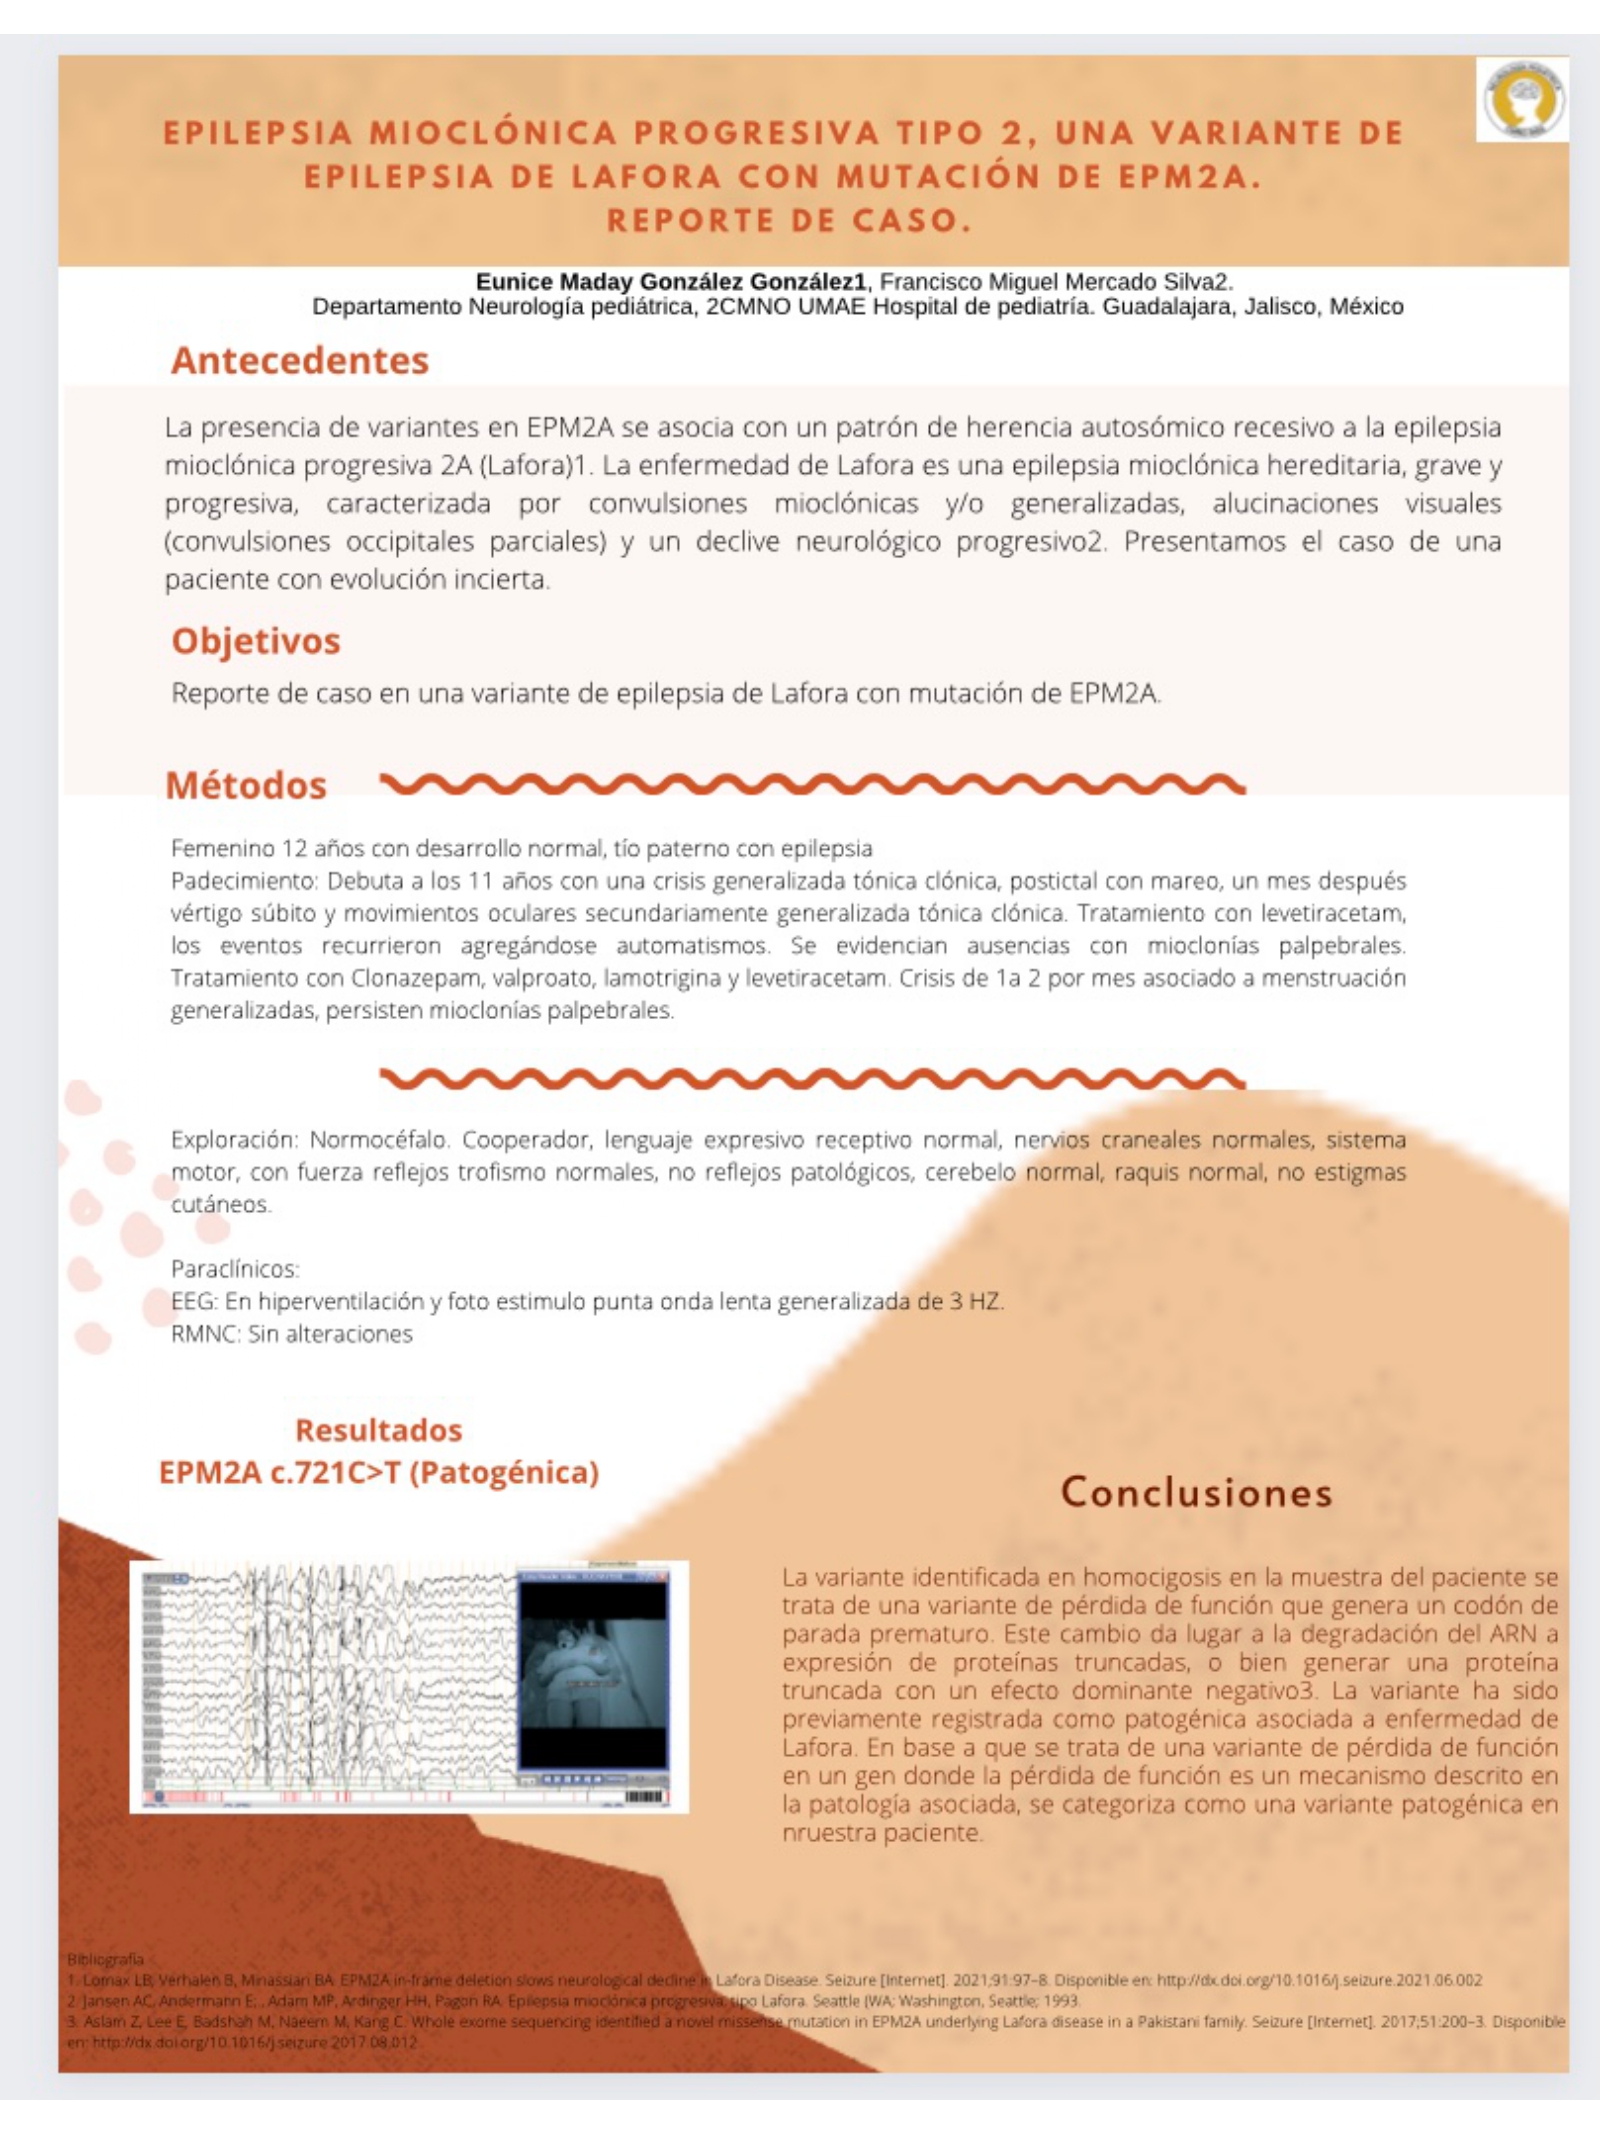 EPILEPSIA MIOCLÓNICA PROGRESIVA TIPO 2, UNA VARIANTE DE
EPILEPSIA DE LAFORA CON MUTACIÓN DE EPM2A.
REPORTE DE CASO.
Eunice Maday González González1, Francisco Miguel Mercado Silva2.
Departamento Neurología pediátrica, 2CMNO UMAE Hospital de pediatría. Guadalajara, Jalisco, México
Antecedentes
La presencia de variantes en EPM2A se asocia con un patrón de herencia autosómico recesivo a la epilepsia
mioclónica progresiva 2A (Lafora)1. La enfermedad de Lafora es una epilepsia mioclónica hereditaria, grave y
progresiva, caracterizada por convulsiones mioclónicas y/o generalizadas, alucinaciones visuales
(convulsiones occipitales parciales) y un declive neurológico progresivo2. Presentamos el caso de una
paciente con evolución incierta.
Objetivos
Reporte de caso en una variante de epilepsia de Lafora con mutación de EPM2A.
Métodos
Femenino 12 años con desarrollo normal, tío paterno con epilepsia
Padecimiento: Debuta a los 11 años con una crisis generalizada tónica clónica, postictal con mareo, un mes después
vértigo súbito y movimientos oculares secundariamente generalizada tónica clónica. Tratamiento con levetiracetam,
los eventos recurrieron agregándose automatismos. Se evidencian ausencias con mioclonías palpebrales.
Tratamiento con Clonazepam, valproato, lamotrigina y levetiracetam. Crisis de 1a 2 por mes asociado a menstruación
generalizadas, persisten mioclonías palpebrales.
Exploración: Normocéfalo. Cooperador, lenguaje expresivo receptivo normal, nervios craneales normales, sistema
motor, con fuerza reflejos trofismo normales, no reflejos patológicos, cerebelo normal, raquis normal, no estigmas
cutáneos.
Paraclínicos:
EEG: En hiperventilación y foto estimulo punta onda lenta generalizada de 3 HZ.
RMNC: Sin alteraciones
Resultados
EPM2A c.721C>T (Patogénica)
Conclusiones
La variante identificada en homocigosis en la muestra del paciente se
trata de una variante de pérdida de función que genera un codón de
parada prematuro. Este cambio da lugar a la degradación del ARN a
expresión de proteínas truncadas, o bien generar una proteína
truncada con un efecto dominante negativo3. La variante ha sido
previamente registrada como patogénica asociada a enfermedad de
Lafora. En base a que se trata de una variante de pérdida de función
en un gen donde la pérdida de función es un mecanismo descrito en
la patología asociada, se categoriza como una variante patogénica en
nruestra paciente.
Bibliografía
1. Lomax LB, Verhalen B, Minassian BA. EPM2A in-frame deletion slows neurological decline in Lafora Disease. Seizure [Internet]. 2021;91:97–8. Disponible en: http://dx.doi.org/10.1016/j.seizure.2021.06.002
2. Jansen AC, Andermann E, , Adam MP, Ardinger HH, Pagon RA. Epilepsia mioclónica progresiva, tipo Lafora. Seattle (WA: Washington, Seattle; 1993.
3. Aslam Z, Lee E, Badshah M, Naeem M, Kang C. Whole exome sequencing identified a novel missense mutation in EPM2A underlying Lafora disease in a Pakistani family. Seizure [Internet]. 2017;51:200–3. Disponible
en: http://dx.doi.org/10.1016/j.seizure.2017.08.012